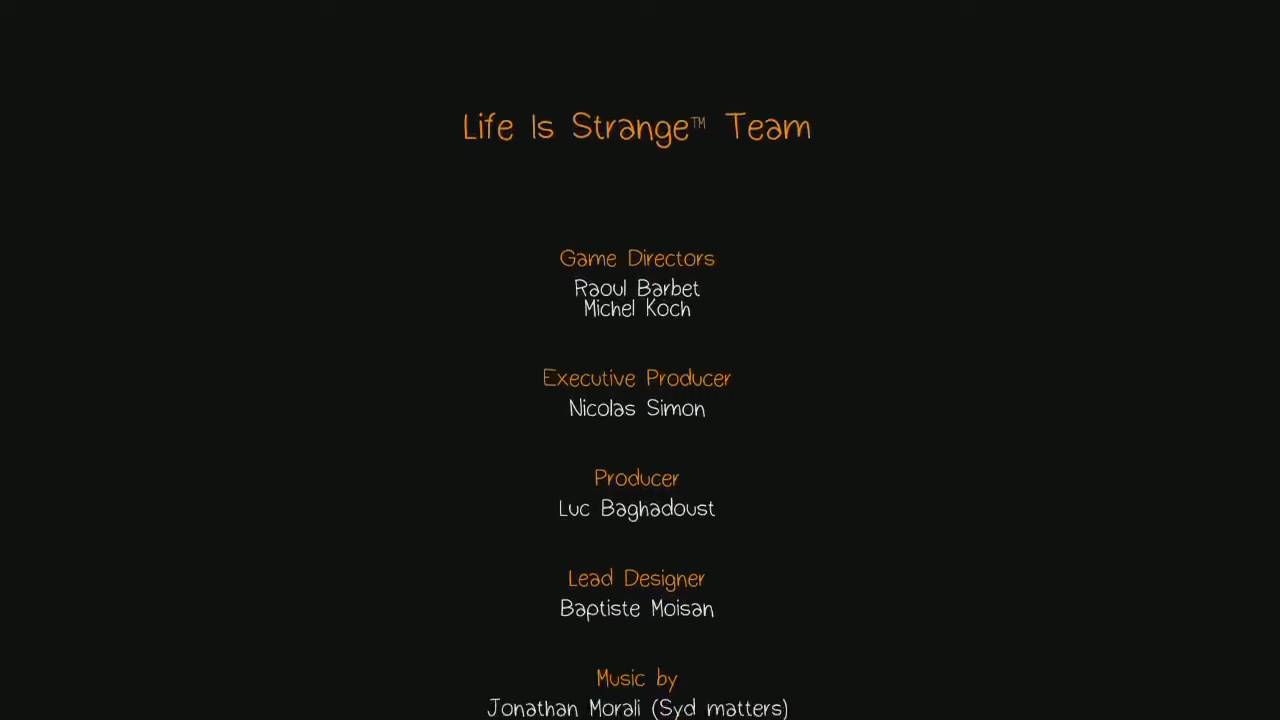 Life Is Strange™ Team
Game Directors
Raoul Barbet
Michel Koch
Executive Producer
Nicolas Simon
Producer
Luc Baghadoust
Lead Designer
Baptiste Moisan
Music by
Jonathan Morali (Syd matters)